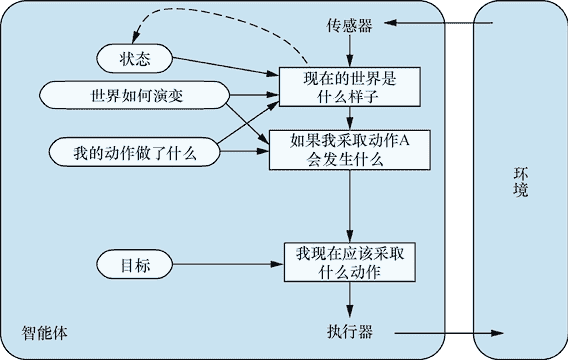 传感器
状态
现在的世界是
什么样子
世界如何演变
如果我采取动作A
会发生什么
我的动作做了什么
环境
目标
我现在应该采取
什么动作
智能体
执行器